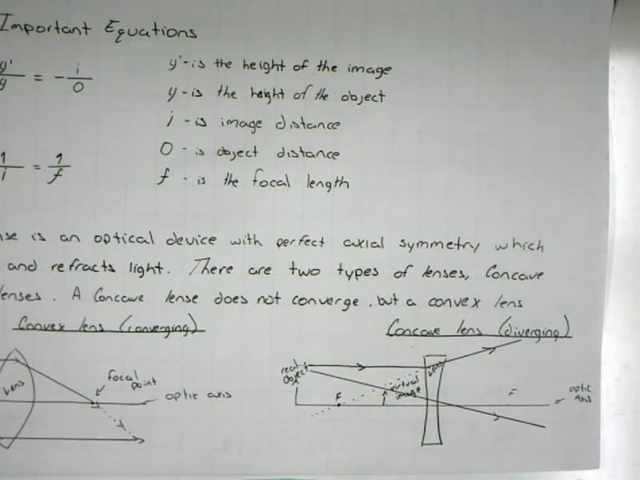 Important Equations
y'/y = - i/o
y' - is the height of the image
y - is the height of the object
i - is image distance
O - is object distance
1/i = 1/f
f - is the focal length
nse is an optical device with perfect axial symmetry which
and refracts light. There are two types of lenses, Concave
lenses. A Concave lense does not converge, but a convex lens
Convex lens (converging)
Concave lens (diverging)
Lens
focal point
optic axis
real object
F
virtual image
lens
F
optic axis